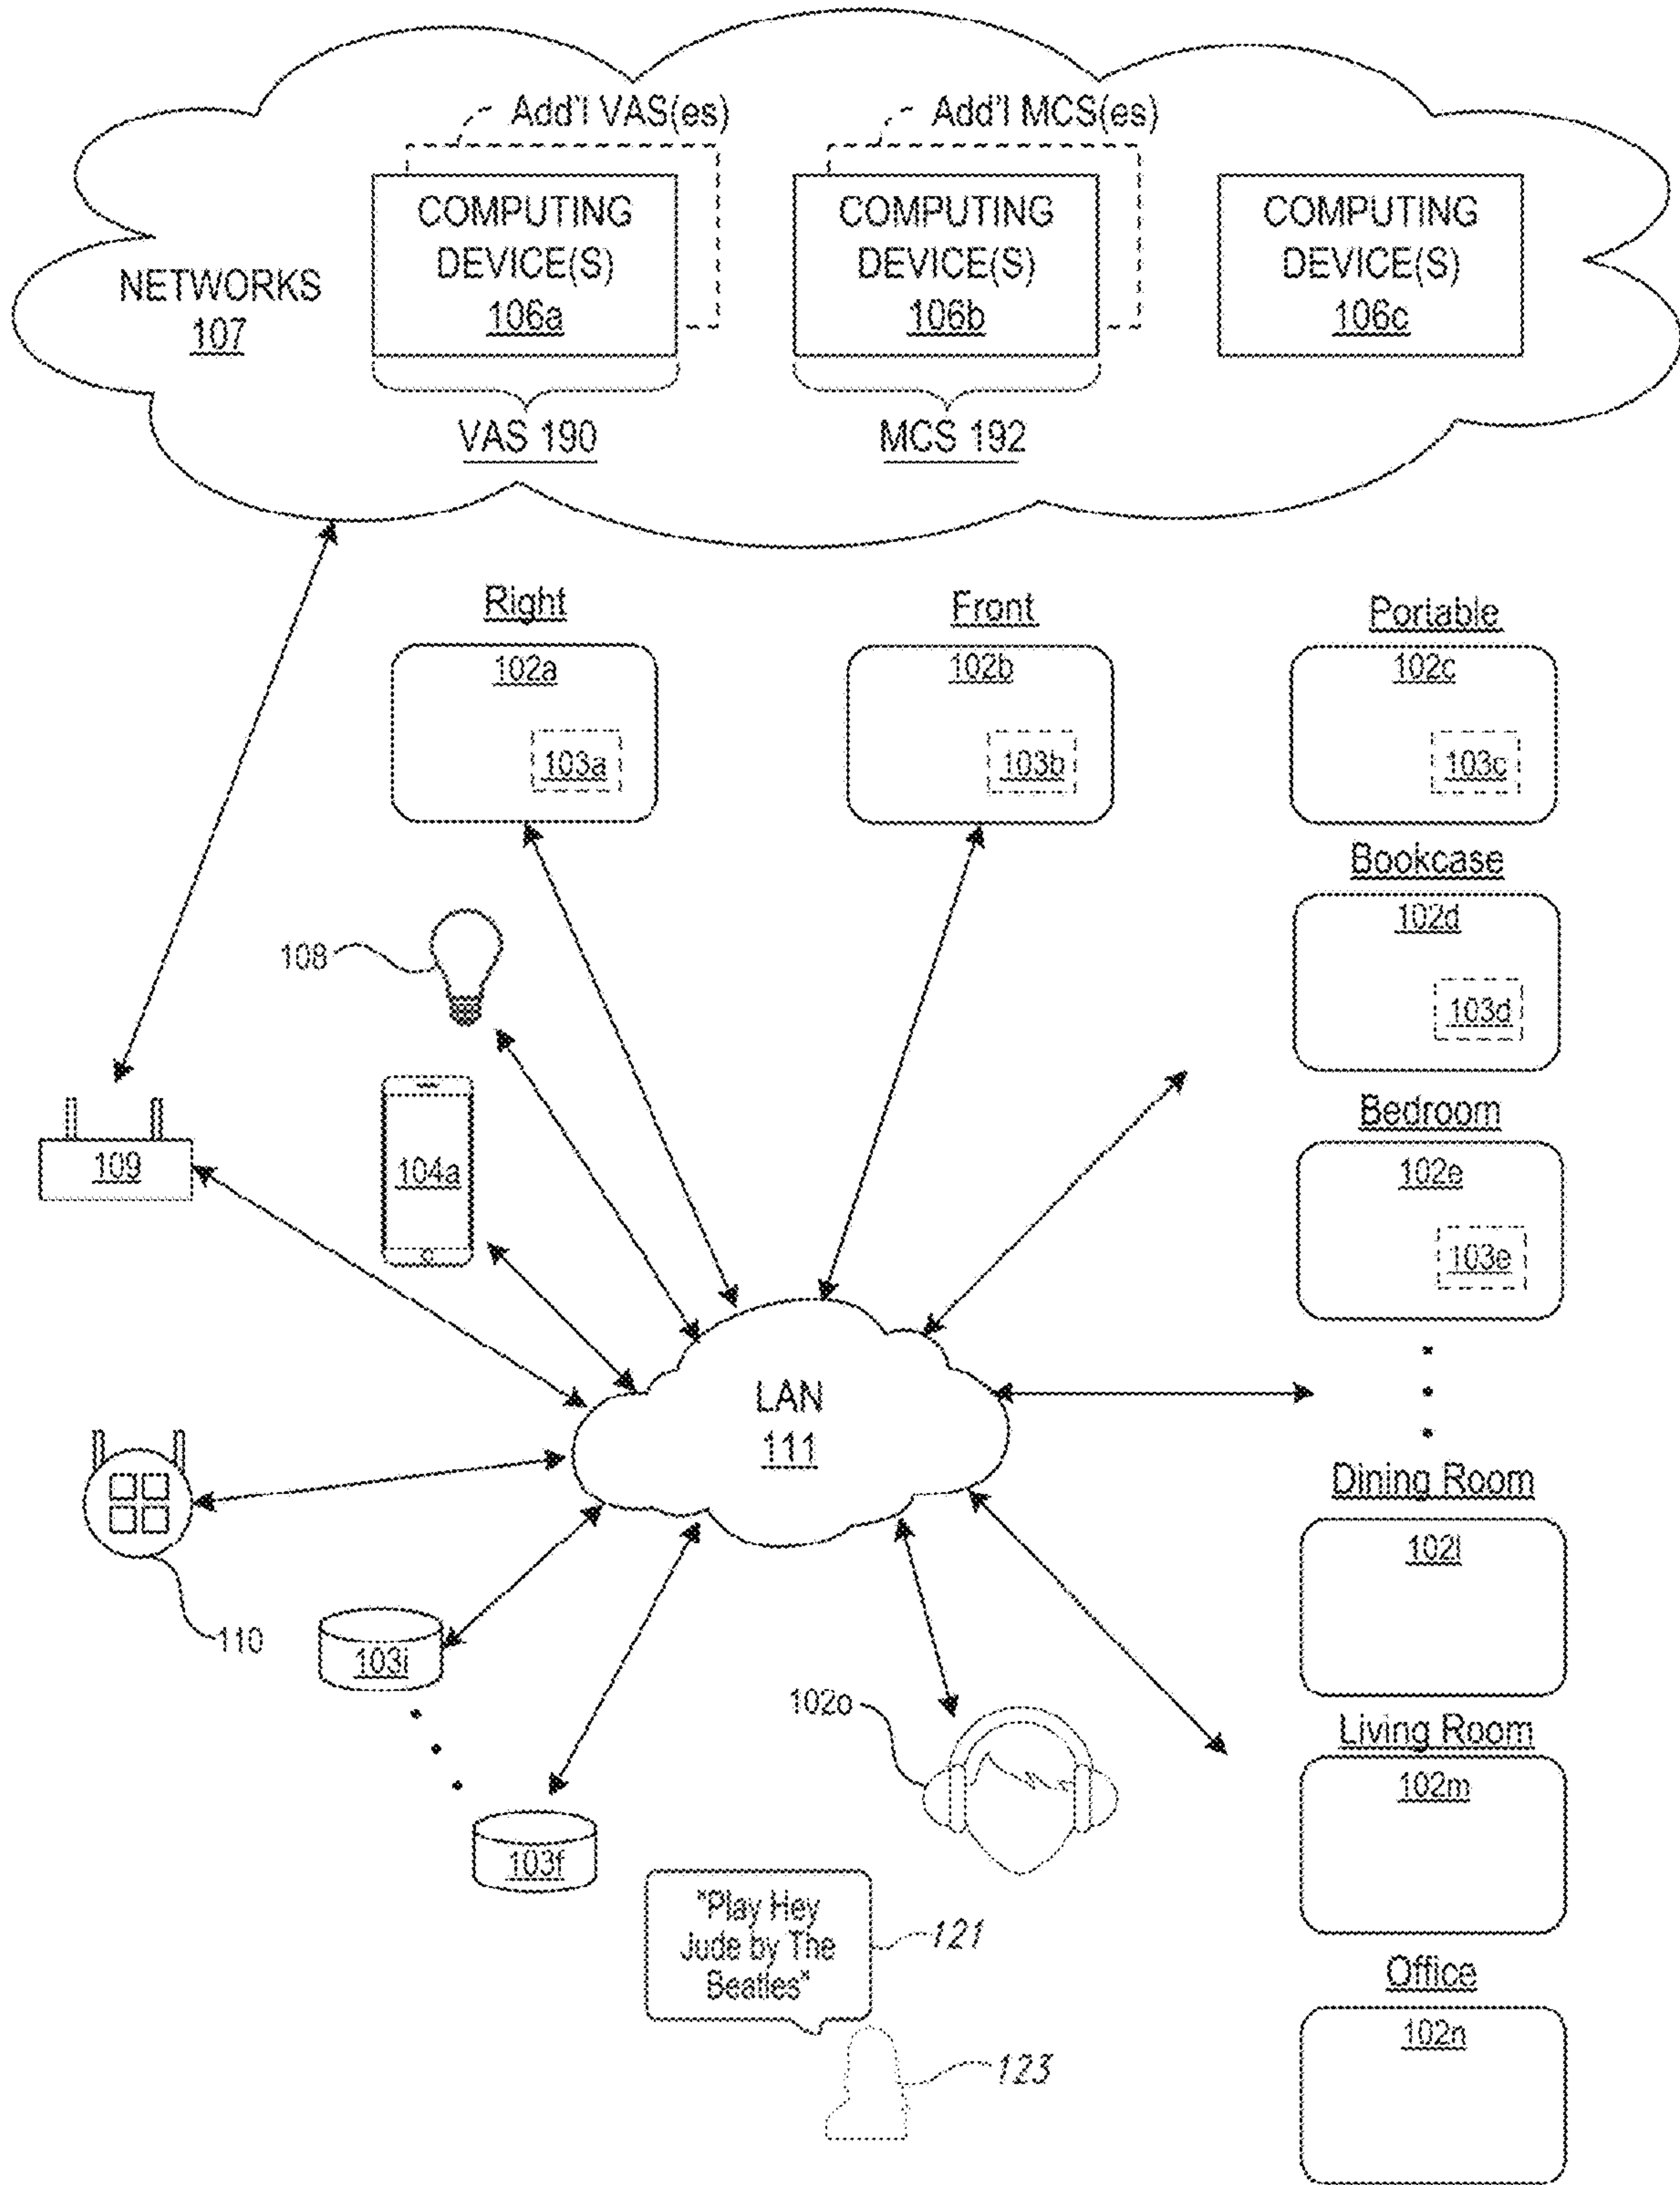 Add'l VAS(es)
Add'l MCS(es)
COMPUTING
DEVICE(S)
106a
COMPUTING
DEVICE(S)
106b
COMPUTING
DEVICE(S)
106c
NETWORKS
107
VAS 190
MCS 192
Right
102a
103a
Front
102b
103b
Portable
102c
103c
Bookcase
102d
103d
108
Bedroom
102e
103e
109
104a
LAN
111
Dining Room
102l
110
103i
102o
Living Room
102m
103f
"Play Hey
Jude by The
Beatles"
121
Office
102n
123